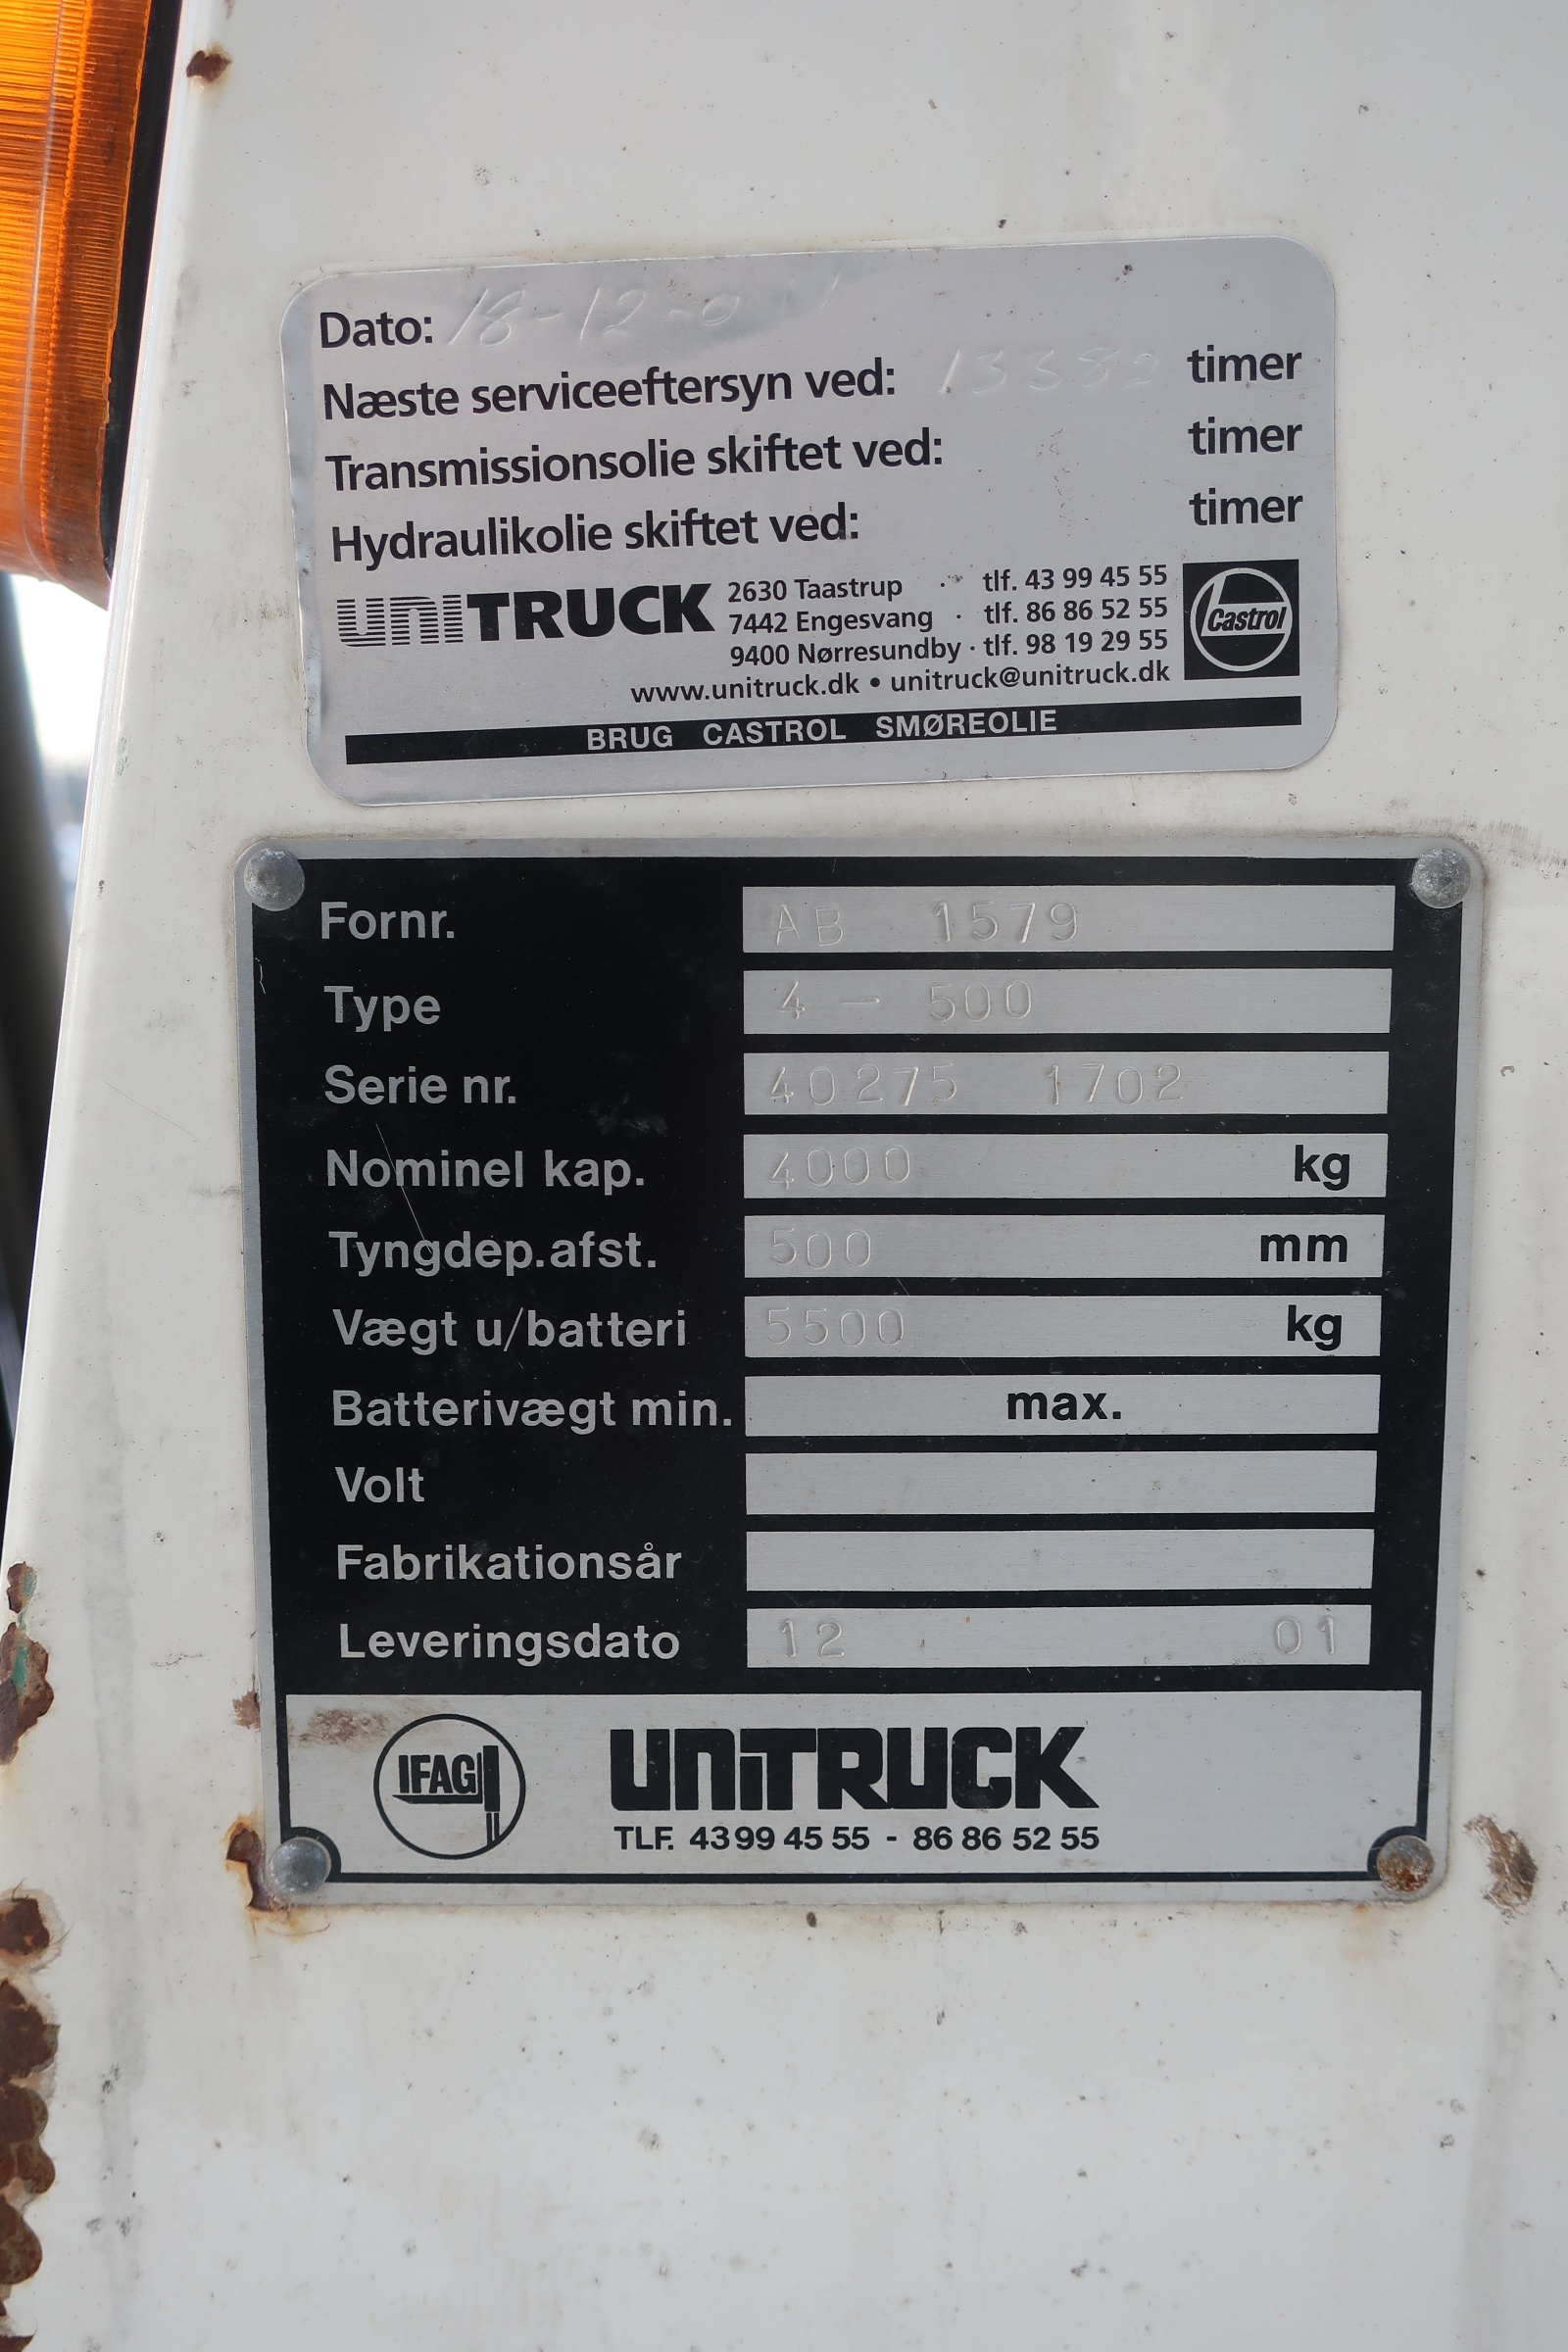 Dato: 18-12-0
Næste serviceeftersyn ved: 13382 timer
Transmissionsolie skiftet ved: timer
Hydraulikolie skiftet ved: timer
UNITRUCK
2630 Taastrup · tlf. 43 99 45 55
7442 Engesvang · tlf. 86 86 52 55
9400 Nørresundby · tlf. 98 19 29 55
www.unitruck.dk • unitruck@unitruck.dk
Castrol
BRUG CASTROL SMØREOLIE
Fornr. AB 1579
Type 4 - 500
Serie nr. 40275 1702
Nominel kap. 4000 kg
Tyngdep.afst. 500 mm
Vægt u/batteri 5500 kg
Batterivægt min. max.
Volt
Fabrikationsår
Leveringsdato 12 01
IFAG
UNITRUCK
TLF. 43 99 45 55 - 86 86 52 55